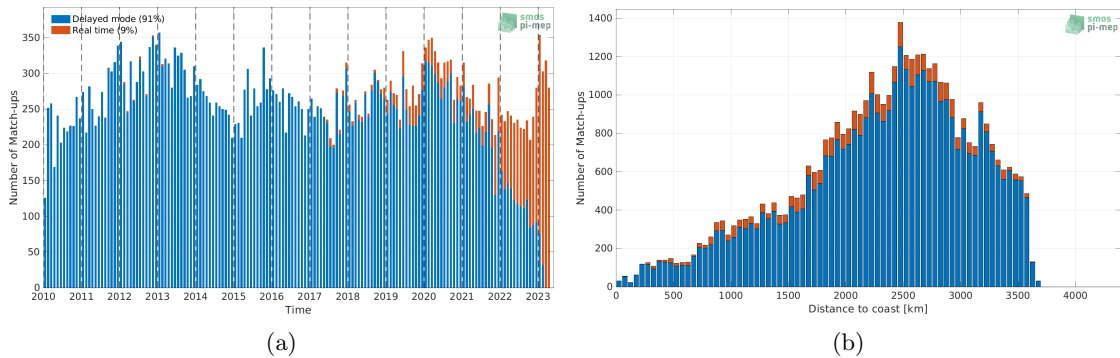 Delayed mode (91%)
Real time (9%)
smos
pi-mep
350
300
250
200
150
100
50
0
Number of Match-ups
2010 2011 2012 2013 2014 2015 2016 2017 2018 2019 2020 2021 2022 2023
Time
(a)
smos
pi-mep
1400
1200
1000
800
600
400
200
0
Number of Match-ups
0 500 1000 1500 2000 2500 3000 3500 4000
Distance to coast [km]
(b)